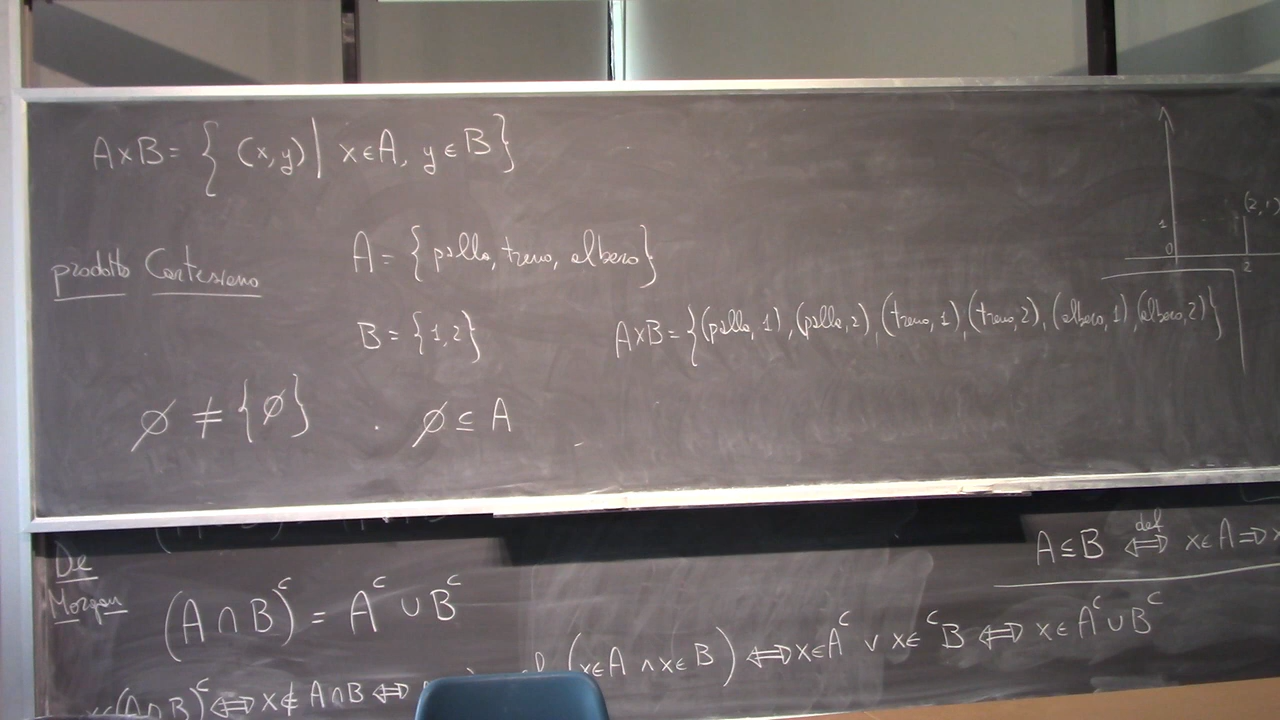 A×B = { (x,y) | x∈A, y∈B }
1
(2,1)
0
2
prodotto Cartesiano
A = { palla, treno, albero }
B = {1,2}
A×B = {(palla, 1), (palla, 2), (treno, 1), (treno, 2), (albero, 1), (albero, 2)}
∅ ≠ {∅} . ∅ ⊆ A
De
Morgan
(A∩B)ᶜ = Aᶜ ∪ Bᶜ
A⊆B ⇔ def x∈A ⇒
(x∈A ∧ x∈B) ⇔ x∈Aᶜ ∨ x∈ᶜB ⇔ x∈Aᶜ∪Bᶜ
x∈(A∩B)ᶜ ⇔ x∉A∩B ⇔